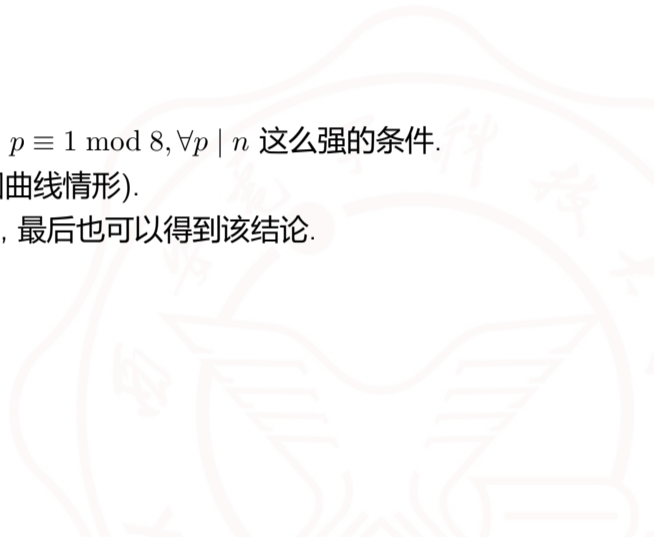 p ≡ 1 mod 8, ∀p | n 这么强的条件.
曲线情形).
, 最后也可以得到该结论.